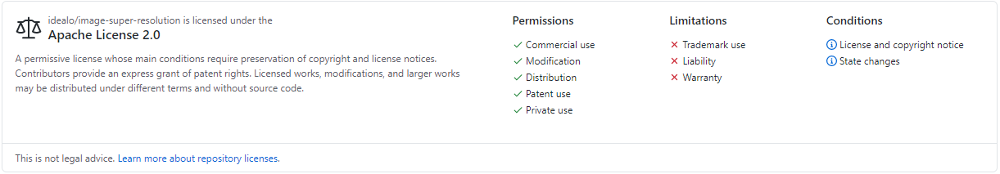 idealo/image-super-resolution is licensed under the
Apache License 2.0
A permissive license whose main conditions require preservation of copyright and license notices.
Contributors provide an express grant of patent rights. Licensed works, modifications, and larger works
may be distributed under different terms and without source code.
Permissions
Commercial use
Modification
Distribution
Patent use
Private use
Limitations
Trademark use
Liability
Warranty
Conditions
License and copyright notice
State changes
This is not legal advice. Learn more about repository licenses.